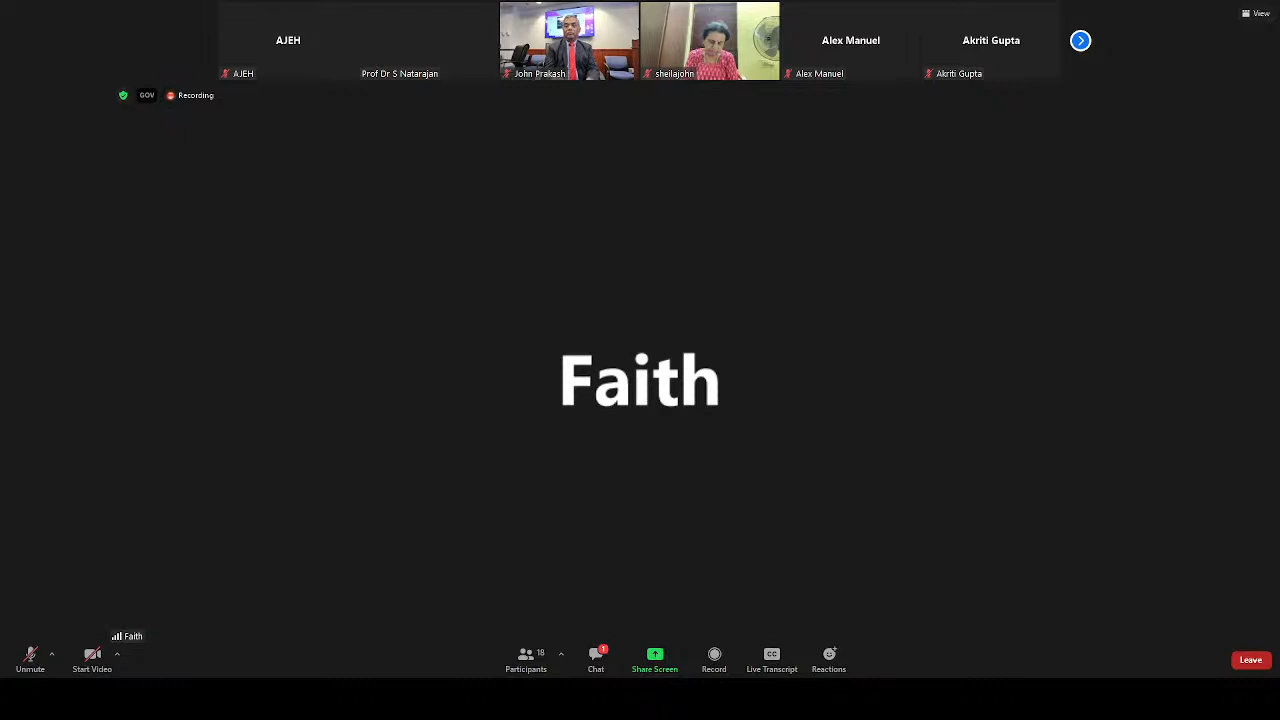 View
AJEH
Alex Manuel
Akriti Gupta
AJEH
Prof Dr S Natarajan
John Prakash
sheilajohn
Alex Manuel
Akriti Gupta
GOV
Recording
Faith
Faith
18
1
CC
Unmute
Start Video
Participants
Chat
Share Screen
Record
Live Transcript
Reactions
Leave